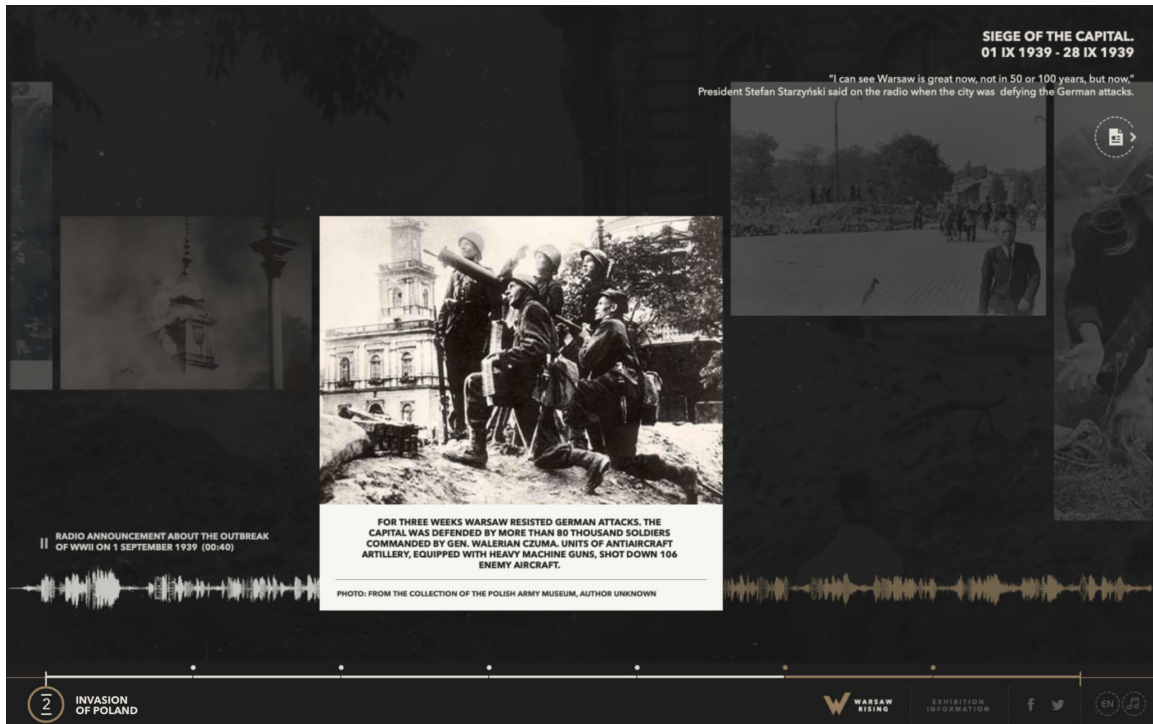 SIEGE OF THE CAPITAL.
01 IX 1939 - 28 IX 1939
“I can see Warsaw is great now, not in 50 or 100 years, but now,”
President Stefan Starzyński said on the radio when the city was defying the German attacks.
FOR THREE WEEKS WARSAW RESISTED GERMAN ATTACKS. THE
CAPITAL WAS DEFENDED BY MORE THAN 80 THOUSAND SOLDIERS
COMMANDED BY GEN. WALERIAN CZUMA. UNITS OF ANTIAIRCRAFT
ARTILLERY, EQUIPPED WITH HEAVY MACHINE GUNS, SHOT DOWN 106
ENEMY AIRCRAFT.
PHOTO: FROM THE COLLECTION OF THE POLISH ARMY MUSEUM, AUTHOR UNKNOWN
RADIO ANNOUNCEMENT ABOUT THE OUTBREAK
OF WWII ON 1 SEPTEMBER 1939 (00:40)
2
INVASION
OF POLAND
WARSAW
RISING
EXHIBITION
INFORMATION
EN